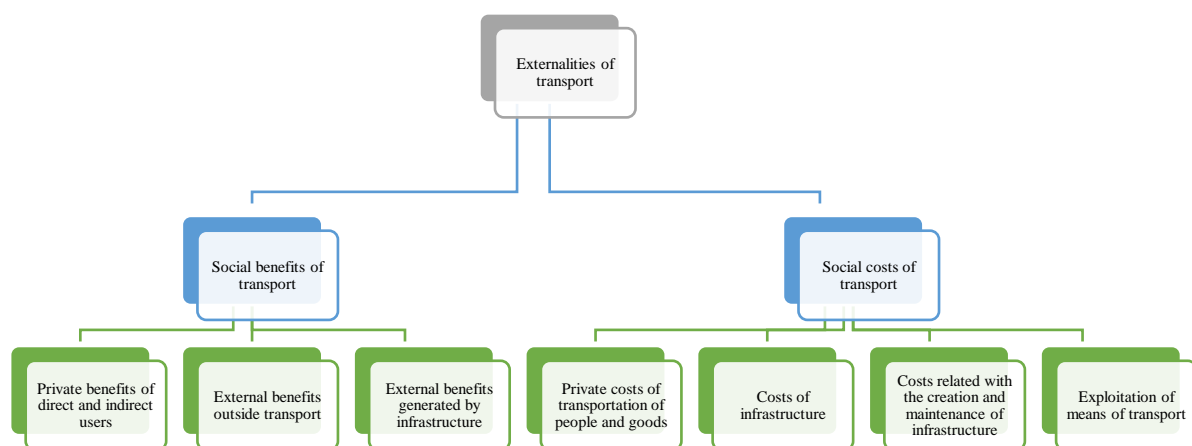 Externalities of
transport
Social benefits of
transport
Social costs of
transport
Private benefits of
direct and indirect
users
External benefits
outside transport
External benefits
generated by
infrastructure
Private costs of
transportation of
people and goods
Costs of
infrastructure
Costs related with
the creation and
maintenance of
infrastructure
Exploitation of
means of transport